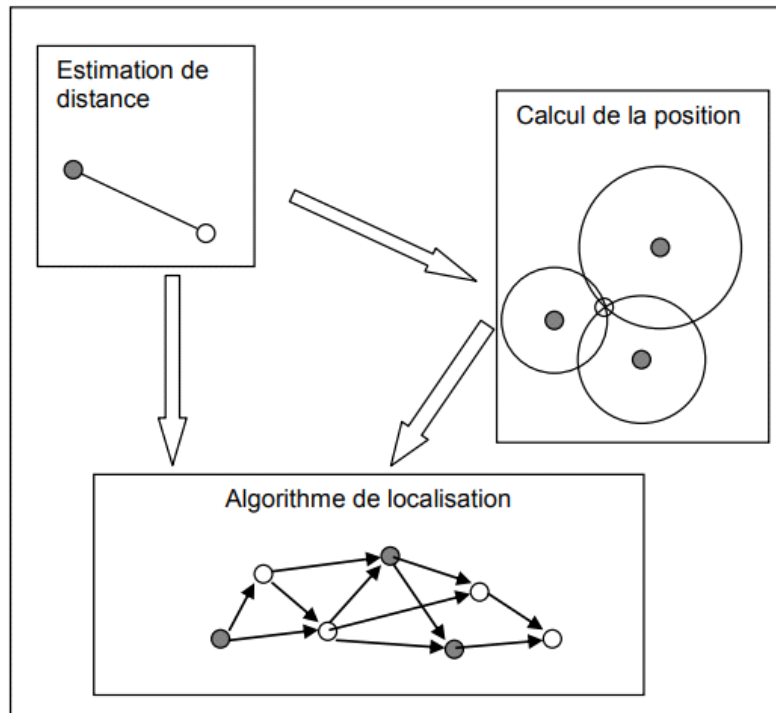 Estimation de
distance
Calcul de la position
Algorithme de localisation